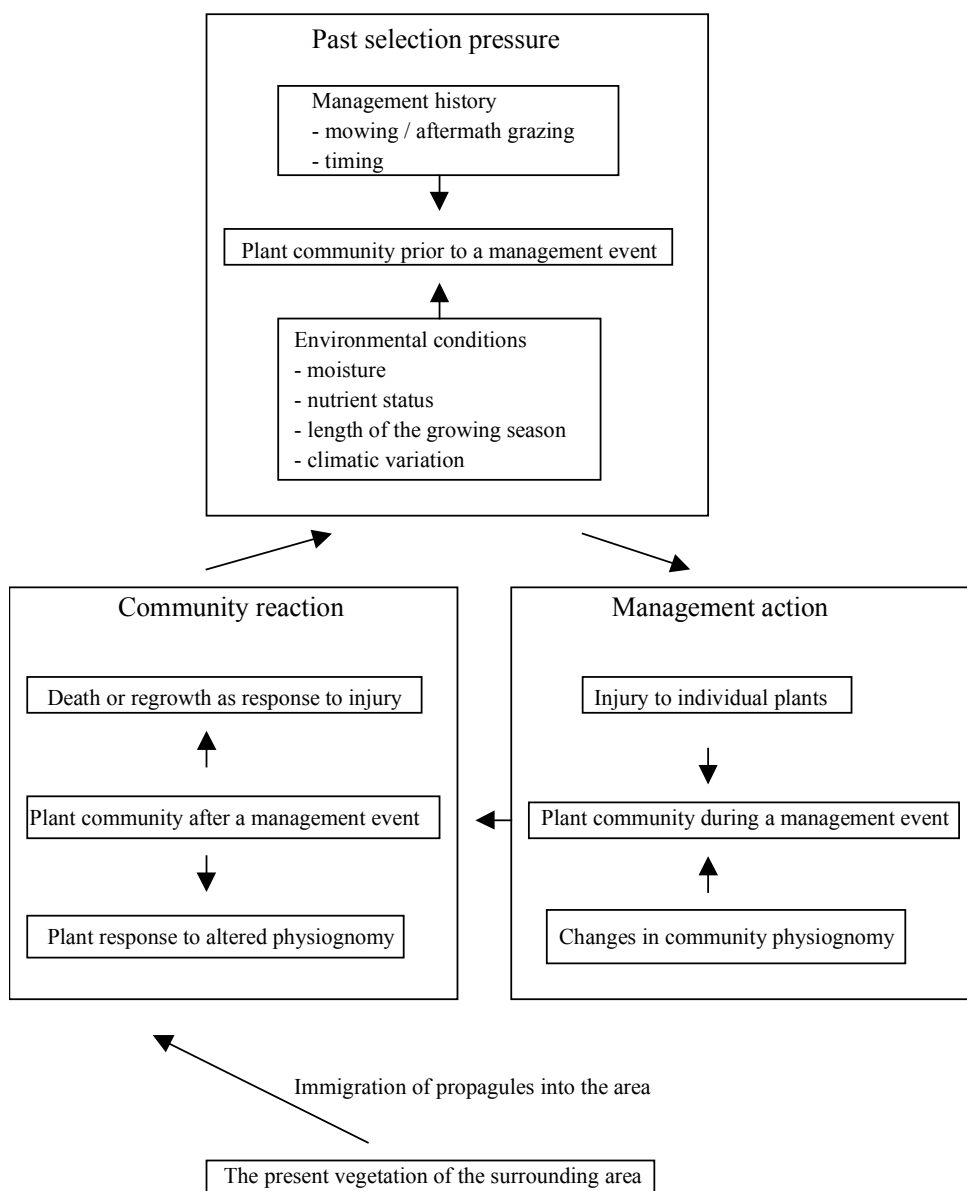 Past selection pressure
Management history
- mowing / aftermath grazing
- timing
Plant community prior to a management event
Environmental conditions
- moisture
- nutrient status
- length of the growing season
- climatic variation
Community reaction
Death or regrowth as response to injury
Plant community after a management event
Plant response to altered physiognomy
Management action
Injury to individual plants
Plant community during a management event
Changes in community physiognomy
Immigration of propagules into the area
The present vegetation of the surrounding area